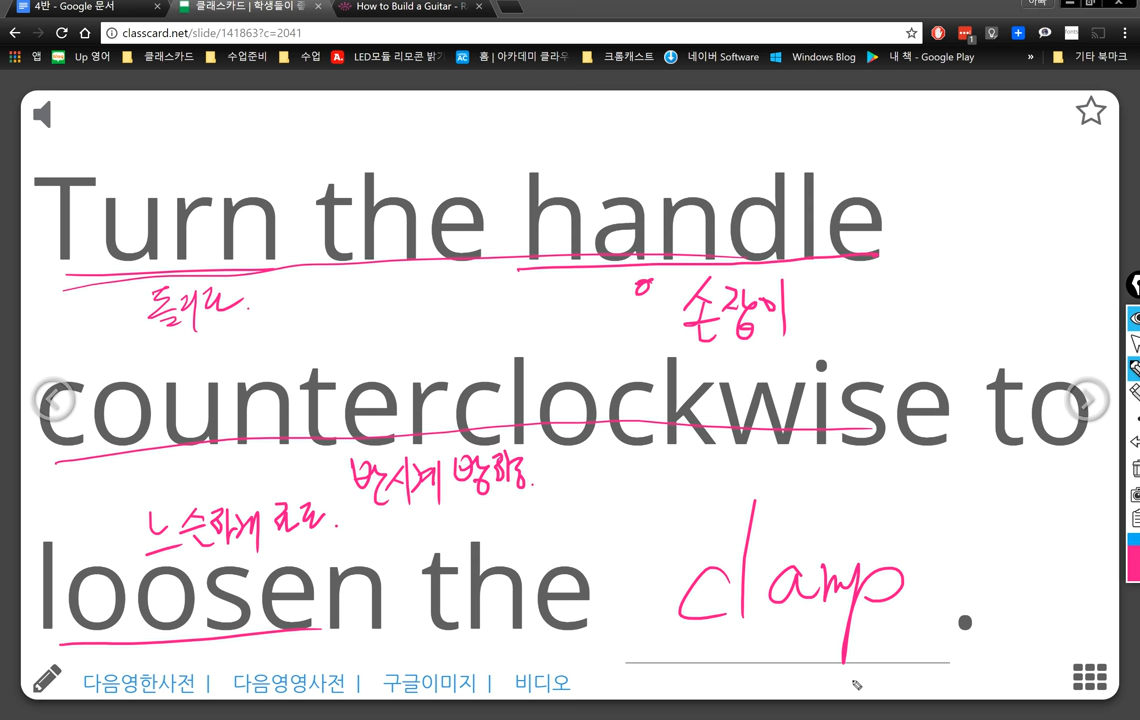 4반 - Google 문서
클래스카드 | 학생들이 좋
How to Build a Guitar - R
아빠
classcard.net/slide/141863?c=2041
앱 Up 영어 클래스카드 수업준비 수업 LED모듈 리모콘 밝기 홈 | 아카데미 클라우 크롬캐스트 네이버 Software Windows Blog 내 책 - Google Play » 기타 북마크
Turn the handle
돌리다.
손잡이
counterclockwise to
반시계 방향.
느슨하게
loosen the clamp .
다음영한사전 | 다음영영사전 | 구글이미지 | 비디오